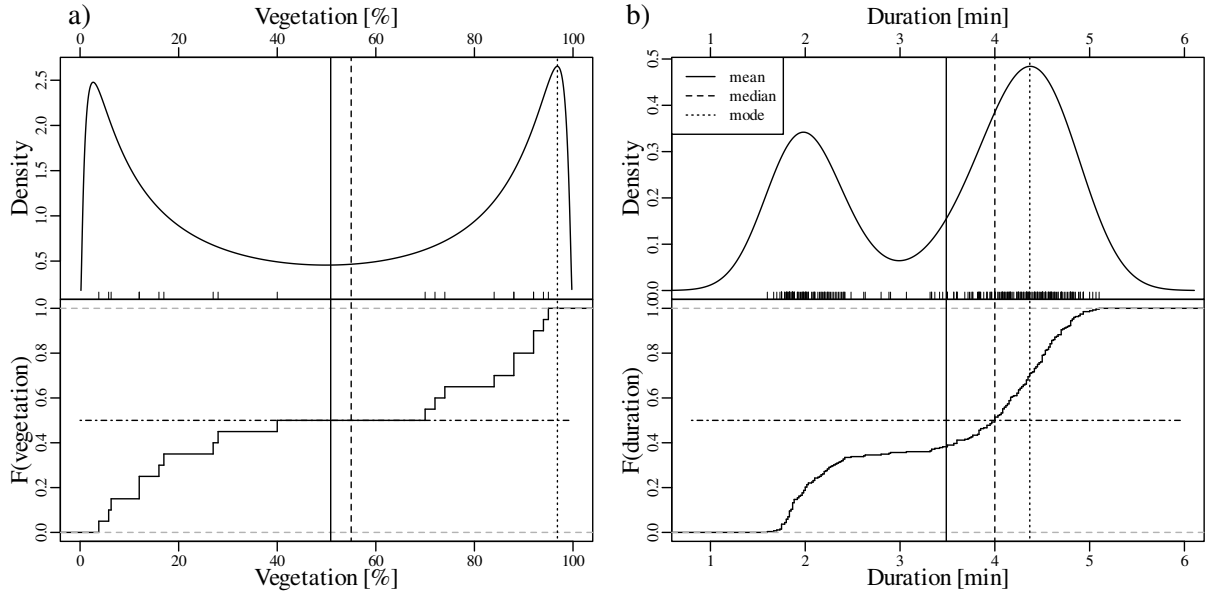 a)
Vegetation [%]
0 20 40 60 80 100
Density
0.5 1.0 1.5 2.0 2.5
F(vegetation)
0.0 0.2 0.4 0.6 0.8 1.0
0 20 40 60 80 100
Vegetation [%]
b)
Duration [min]
1 2 3 4 5 6
mean
median
mode
Density
0.0 0.1 0.2 0.3 0.4 0.5
F(duration)
0.0 0.2 0.4 0.6 0.8
1 2 3 4 5 6
Duration [min]